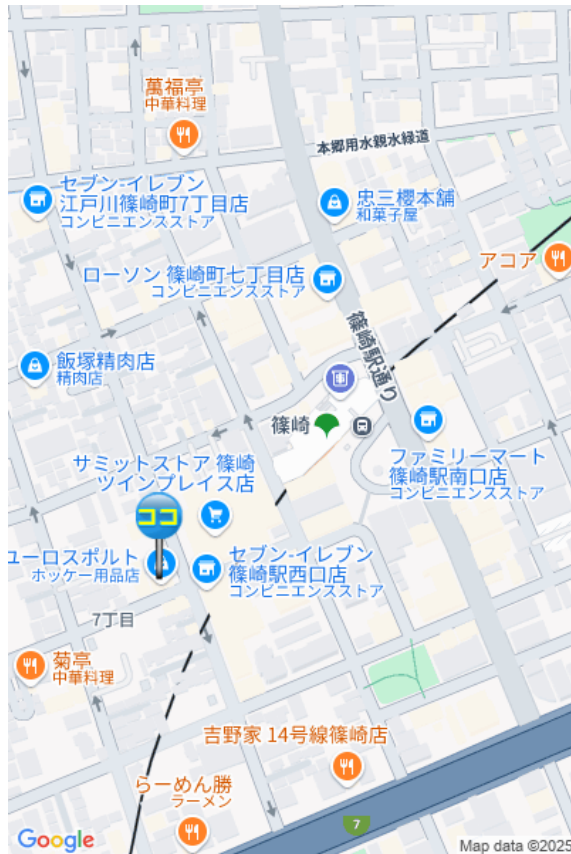 萬福亭
中華料理
本郷用水親水緑道
セブン-イレブン
江戸川篠崎町7丁目店
コンビニエンスストア
忠三櫻本舗
和菓子屋
アコア
ローソン 篠崎町七丁目店
コンビニエンスストア
篠崎駅通り
飯塚精肉店
精肉店
篠崎
ファミリーマート
篠崎駅南口店
コンビニエンスストア
サミットストア 篠崎
ツインプレイス店
ココ
ユーロスポルト
ホッケー用品店
セブン-イレブン
篠崎駅西口店
コンビニエンスストア
7丁目
菊亭
中華料理
吉野家 14号線篠崎店
らーめん勝
ラーメン
7
Google
Map data ©2025